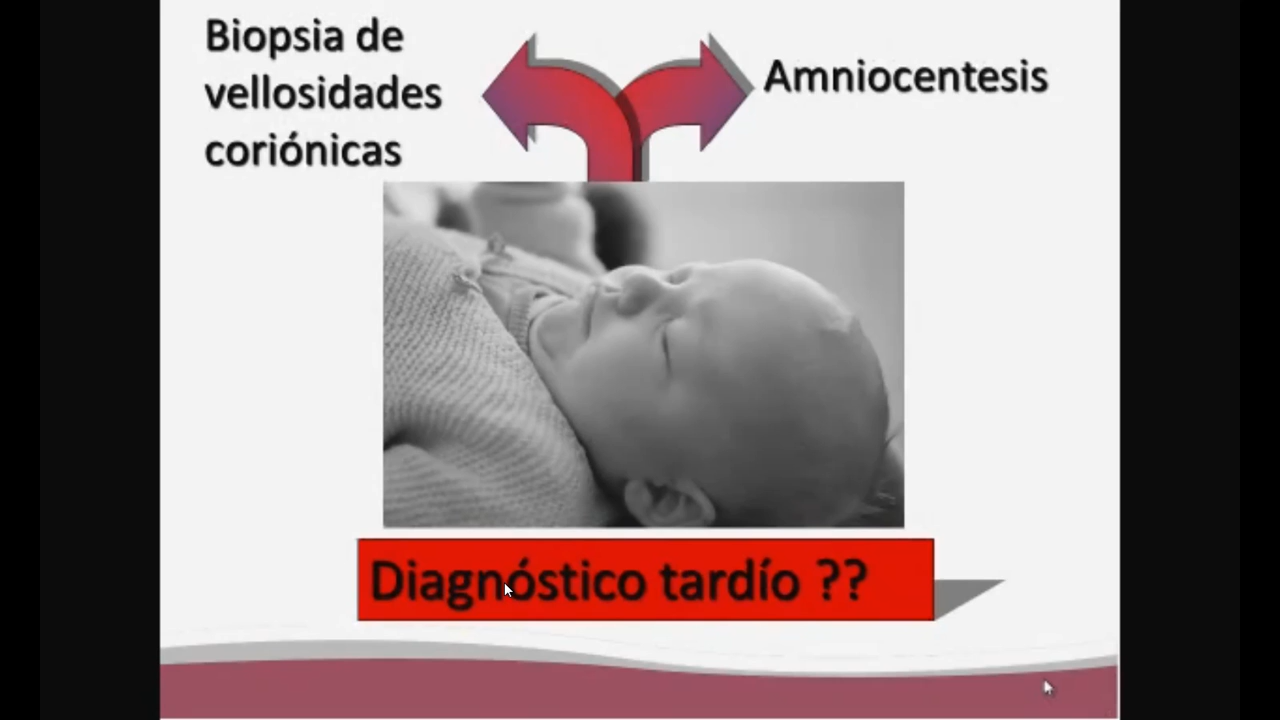 Biopsia de
vellosidades
coriónicas
Amniocentesis
Diagnóstico tardío ??